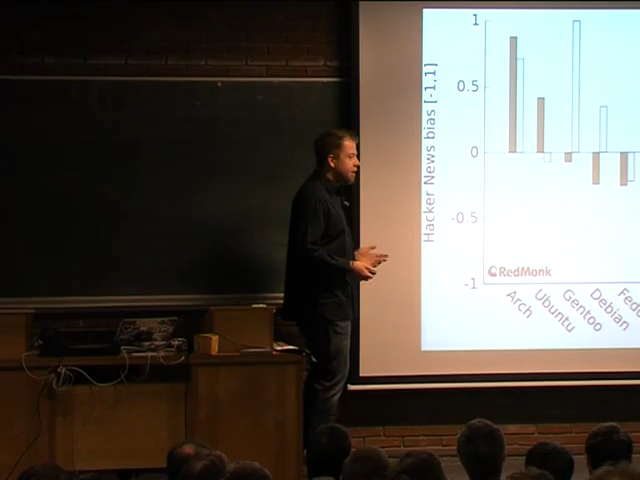 Hacker News bias [-1,1]
1
0.5
0
-0.5
-1
RedMonk
Arch
Ubuntu
Gentoo
Debian